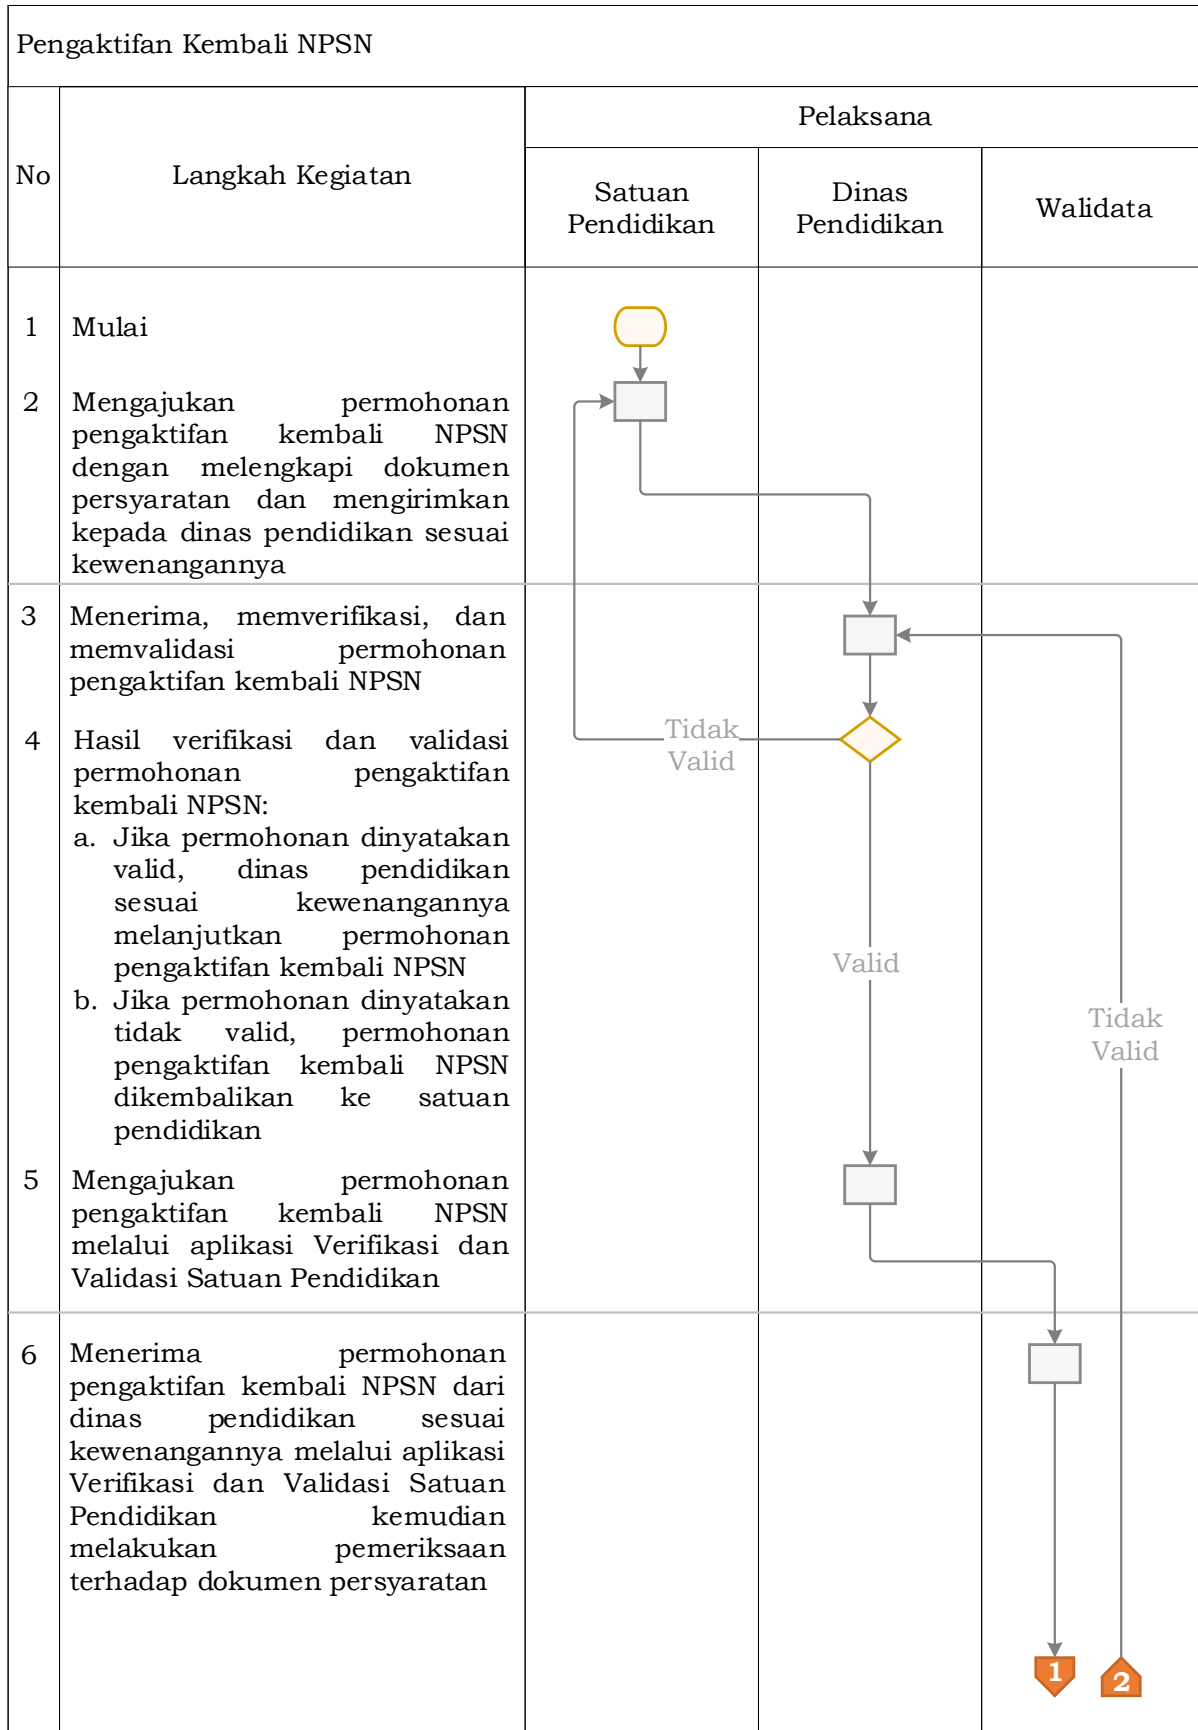 Pengaktifan Kembali NPSN
No
Langkah Kegiatan
Pelaksana
Satuan
Pendidikan
Dinas
Pendidikan
Walidata
1 Mulai
2 Mengajukan permohonan
pengaktifan kembali NPSN
dengan melengkapi dokumen
persyaratan dan mengirimkan
kepada dinas pendidikan sesuai
kewenangannya
3 Menerima, memverifikasi, dan
memvalidasi permohonan
pengaktifan kembali NPSN
4 Hasil verifikasi dan validasi
permohonan pengaktifan
kembali NPSN:
a. Jika permohonan dinyatakan
valid, dinas pendidikan
sesuai kewenangannya
melanjutkan permohonan
pengaktifan kembali NPSN
b. Jika permohonan dinyatakan
tidak valid, permohonan
pengaktifan kembali NPSN
dikembalikan ke satuan
pendidikan
Tidak
Valid
Valid
Tidak
Valid
5 Mengajukan permohonan
pengaktifan kembali NPSN
melalui aplikasi Verifikasi dan
Validasi Satuan Pendidikan
6 Menerima permohonan
pengaktifan kembali NPSN dari
dinas pendidikan sesuai
kewenangannya melalui aplikasi
Verifikasi dan Validasi Satuan
Pendidikan kemudian
melakukan pemeriksaan
terhadap dokumen persyaratan
1
2